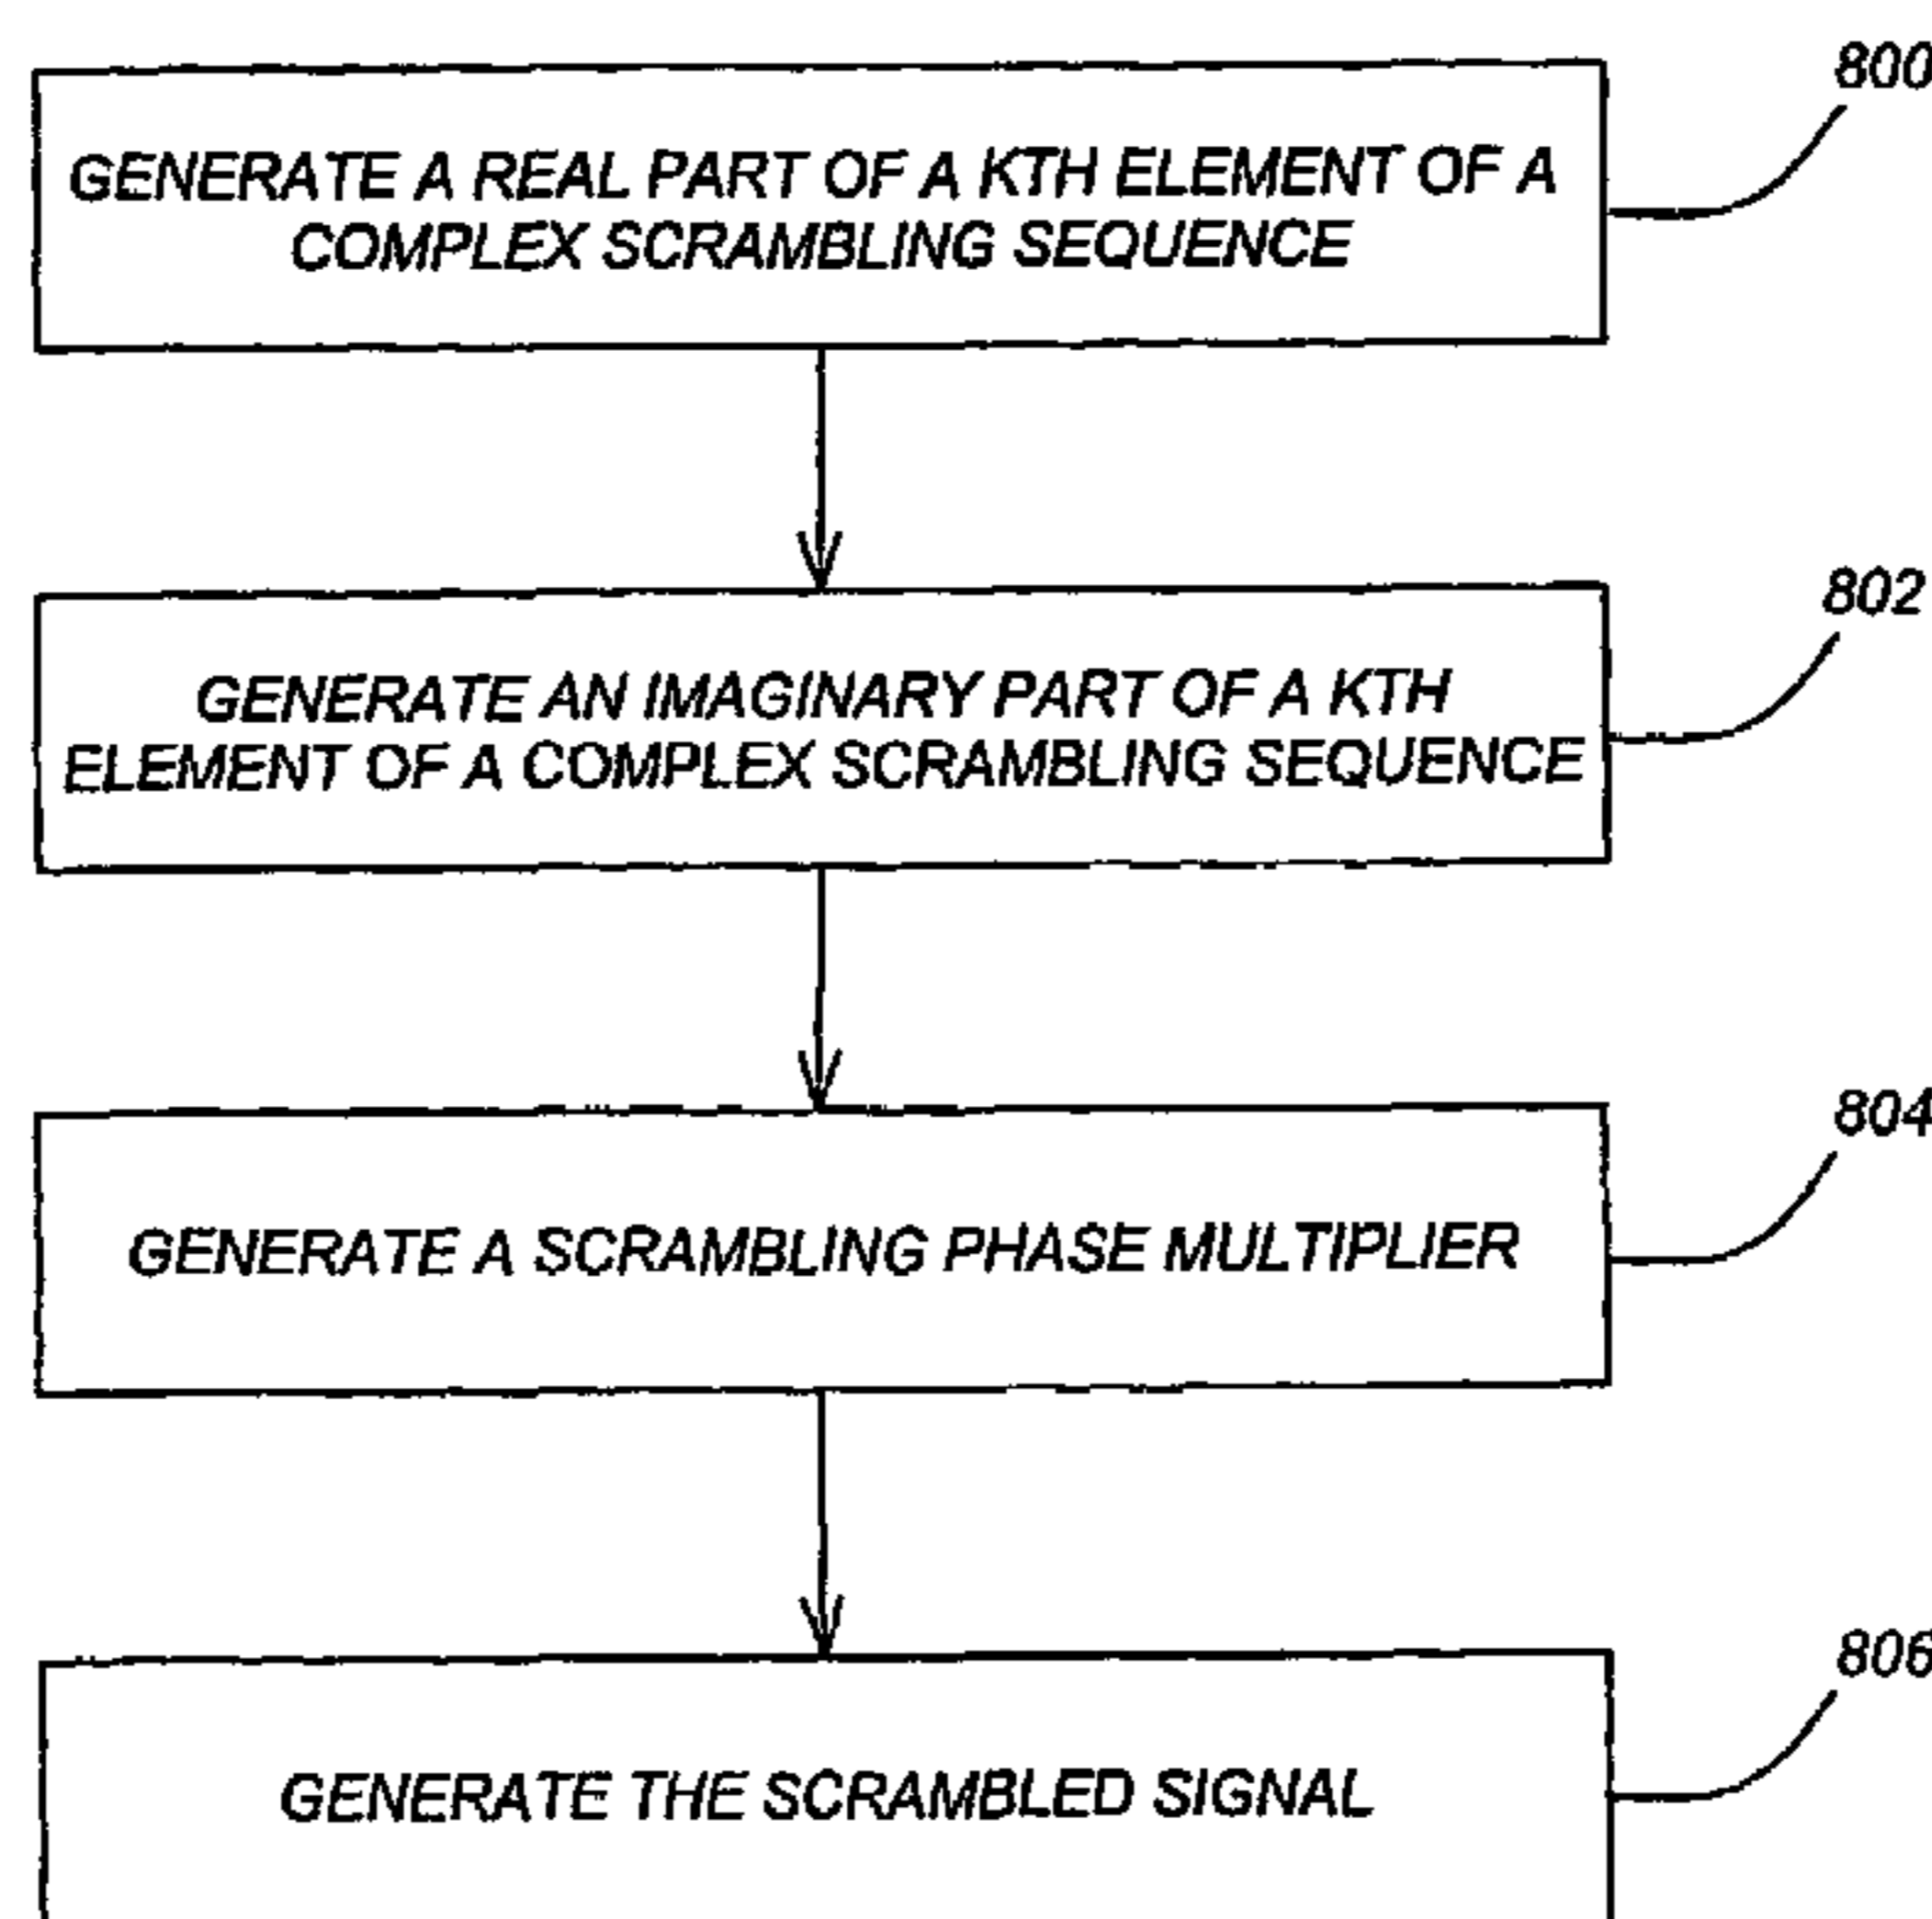 800
GENERATE A REAL PART OF A KTH ELEMENT OF A
COMPLEX SCRAMBLING SEQUENCE
802
GENERATE AN IMAGINARY PART OF A KTH
ELEMENT OF A COMPLEX SCRAMBLING SEQUENCE
804
GENERATE A SCRAMBLING PHASE MULTIPLIER
806
GENERATE THE SCRAMBLED SIGNAL